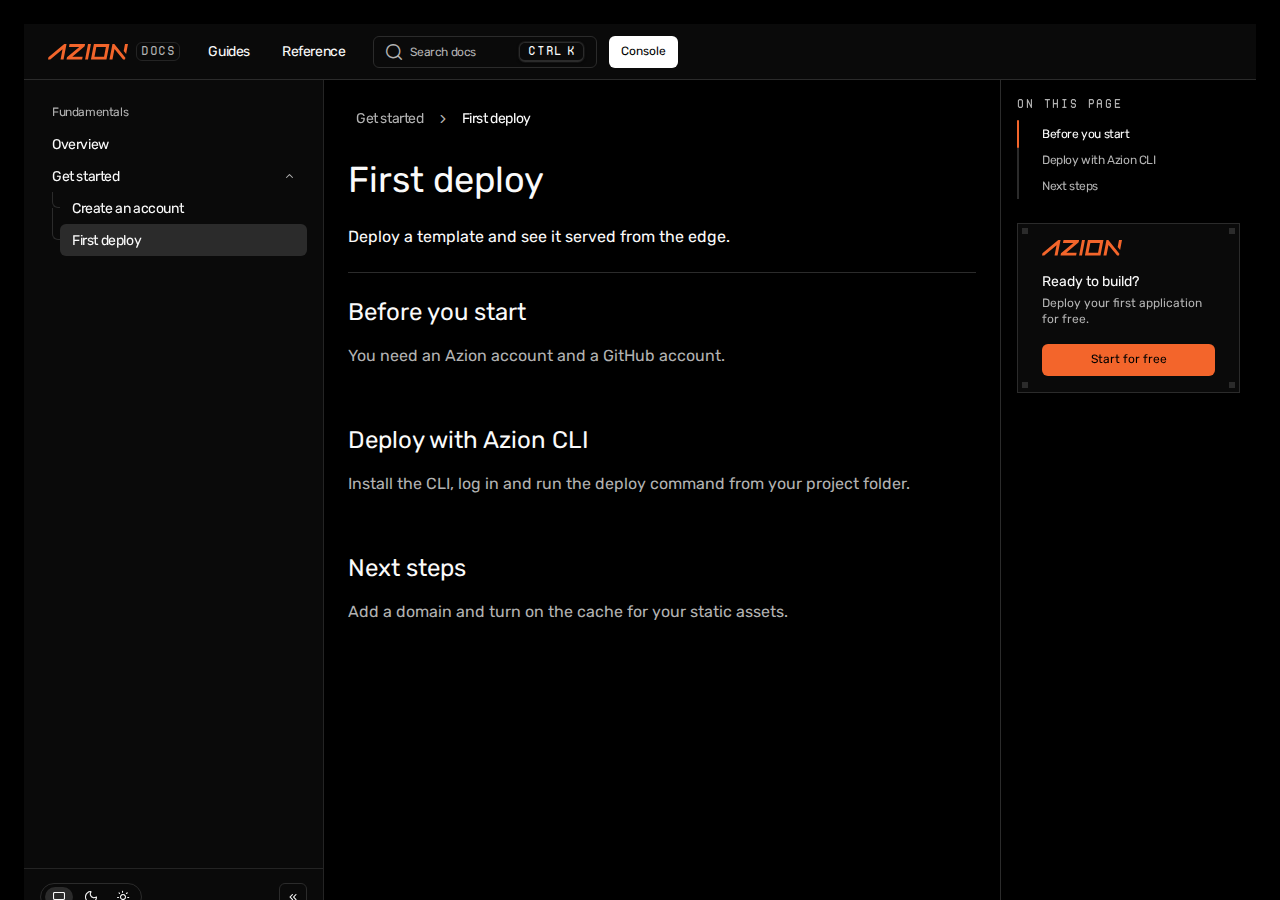 AZION DOCS Guides Reference Search docs CTRL K Console
Fundamentals
Overview
Get started
Create an account
First deploy
Get started > First deploy
First deploy
Deploy a template and see it served from the edge.
Before you start
You need an Azion account and a GitHub account.
Deploy with Azion CLI
Install the CLI, log in and run the deploy command from your project folder.
Next steps
Add a domain and turn on the cache for your static assets.
ON THIS PAGE
Before you start
Deploy with Azion CLI
Next steps
AZION
Ready to build?
Deploy your first application
for free.
Start for free